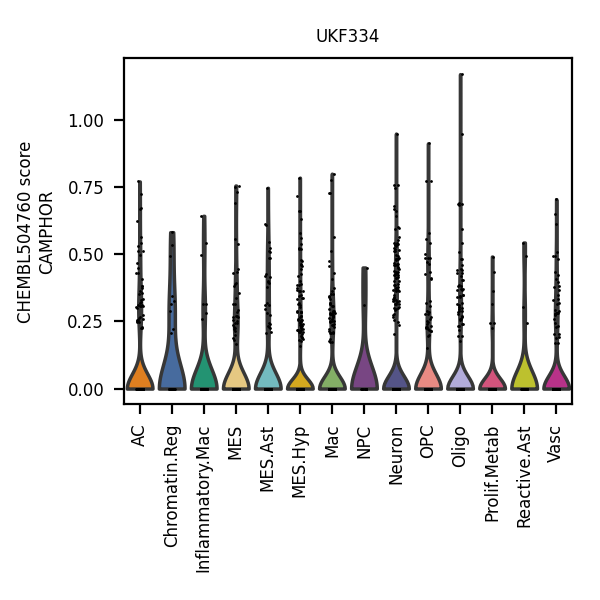 UKF334
CHEMBL504760 score
CAMPHOR
1.00
0.75
0.50
0.25
0.00
AC
Chromatin.Reg
Inflammatory.Mac
MES
MES.Ast
MES.Hyp
Mac
NPC
Neuron
OPC
Oligo
Prolif.Metab
Reactive.Ast
Vasc